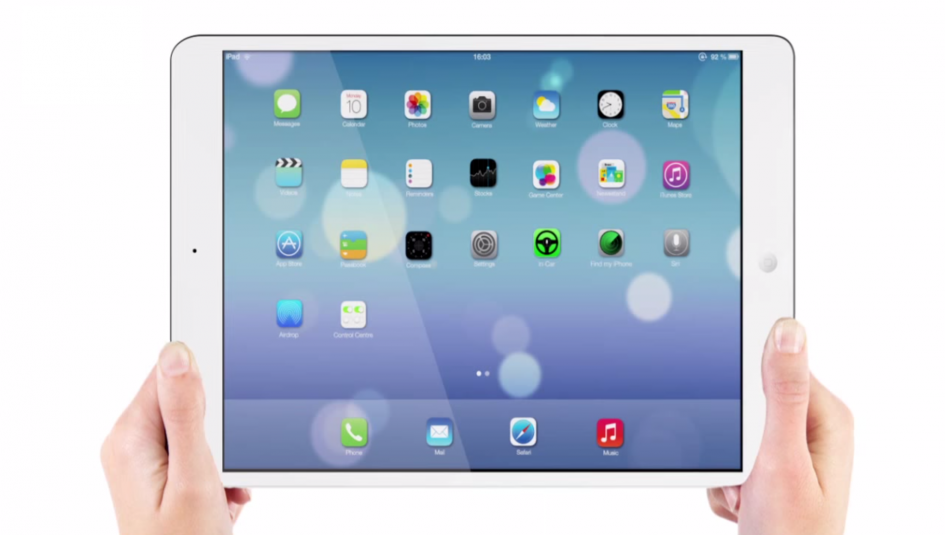 iPad 16:03 92 %
10
Messages Calendar Photos Camera Weather Clock Maps
Videos Reminders Stocks Game Centre Newsstand iTunes Store
App Store Passbook Compass Settings In-Car Find my iPhone Siri
Airdrop Control Centre
Phone Mail Safari Music